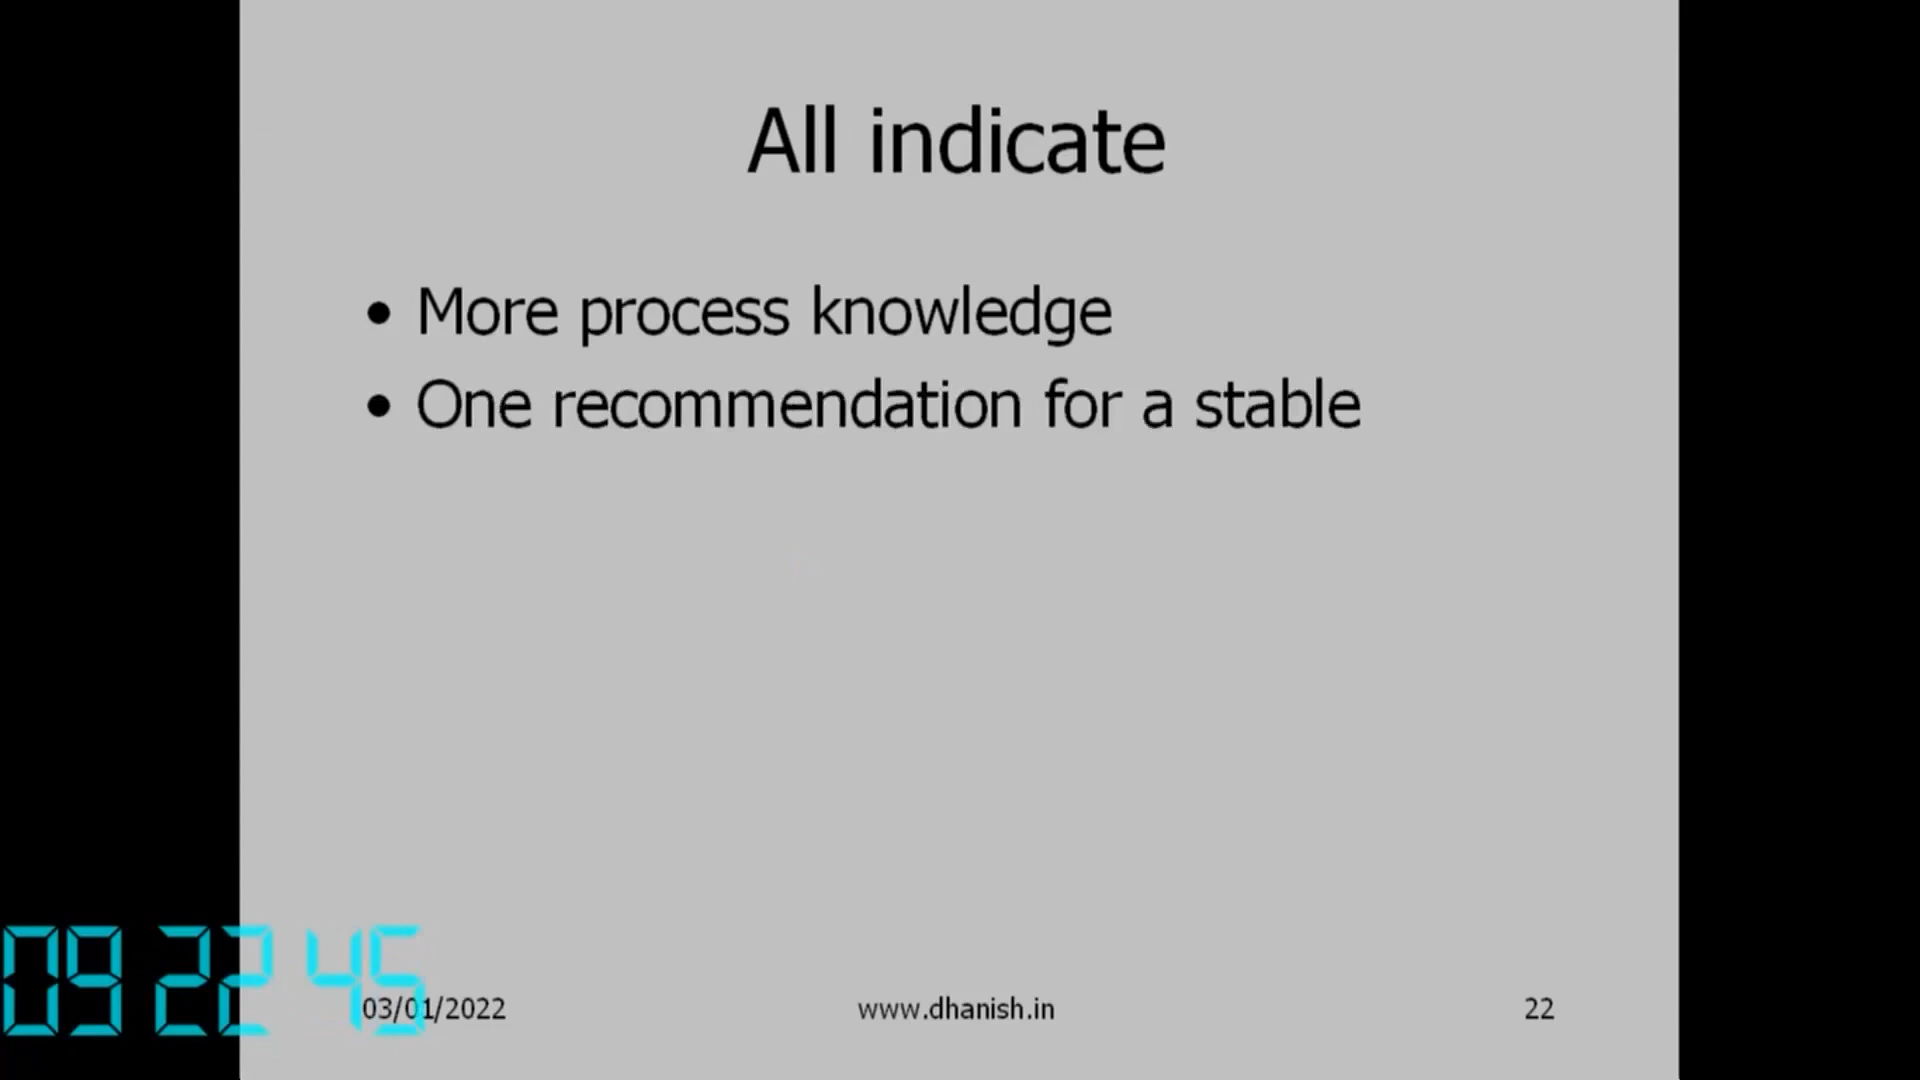 All indicate
• More process knowledge
• One recommendation for a stable
09 22 45
03/01/2022
www.dhanish.in
22